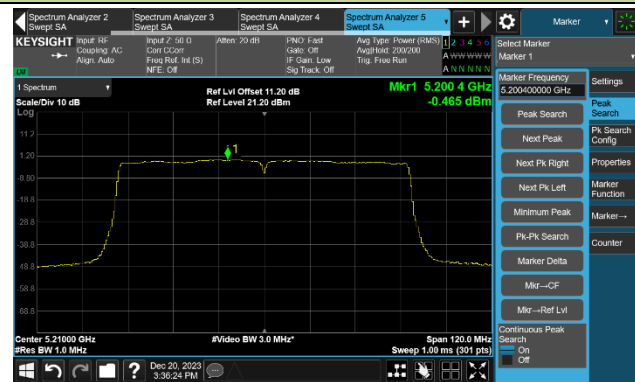 Spectrum Analyzer 2
Swept SA
Spectrum Analyzer 3
Swept SA
Spectrum Analyzer 4
Swept SA
Spectrum Analyzer 5
Swept SA
Marker
KEYSIGHT
Input: RF
Coupling: AC
Align: Auto
Input Z: 50 Ω
Corr CCorr
Freq Ref: Int (S)
NFE: Off
Atten: 20 dB
PNO: Fast
Gate: Off
IF Gain: Low
Sig Track: Off
Avg Type: Power (RMS)
Avg|Hold: 200/200
Trig: Free Run
1 2 3 4 5 6
A W W W W W
A N N N N N
Select Marker
Marker 1
1 Spectrum
Scale/Div 10 dB
Log
Ref Lvl Offset 11.20 dB
Ref Level 21.20 dBm
Mkr1 5.200 4 GHz
-0.465 dBm
11.2
1.20
-8.80
-18.8
-28.8
-38.8
-48.8
-58.8
-68.8
1
Center 5.21000 GHz
#Res BW 1.0 MHz
#Video BW 3.0 MHz*
Span 120.0 MHz
Sweep 1.00 ms (301 pts)
Marker Frequency
5.200400000 GHz
Peak Search
Next Peak
Next Pk Right
Next Pk Left
Minimum Peak
Pk-Pk Search
Marker Delta
Mkr→CF
Mkr→Ref Lvl
Continuous Peak
Search
On
Off
Settings
Peak
Search
Pk Search
Config
Properties
Marker
Function
Marker→
Counter
Dec 20, 2023
3:36:24 PM